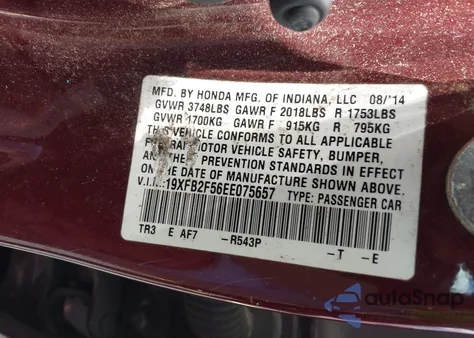 MFD. BY HONDA MFG. OF INDIANA, LLC 08/'14
GVWR 3748LBS GAWR F 2018LBS R 1753LBS
GVWR 1700KG GAWR F 915KG R 795KG
THIS VEHICLE CONFORMS TO ALL APPLICABLE
MOTOR VEHICLE SAFETY, BUMPER,
AND PREVENTION STANDARDS IN EFFECT
ON THE DATE OF MANUFACTURE SHOWN ABOVE.
V.I.N.:19XFB2F56EE075657 TYPE: PASSENGER CAR
TR3 E AF7 -R543P -T -E
autoSnap